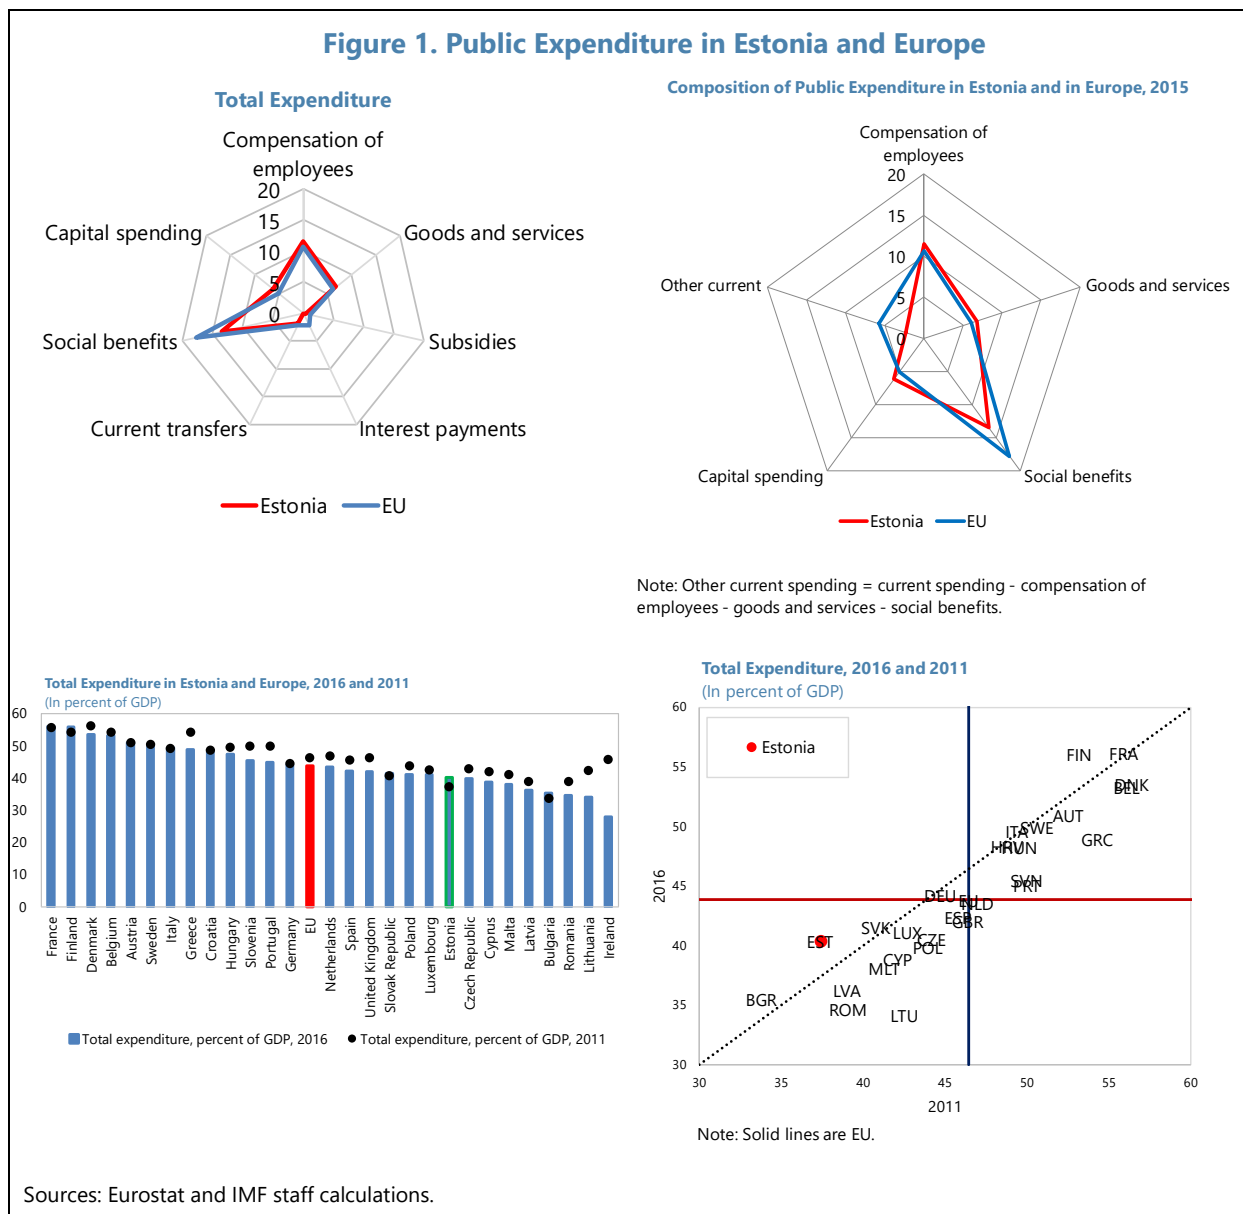 Figure 1. Public Expenditure in Estonia and Europe
Total Expenditure
Compensation of
employees
20
15
10
5
0
Capital spending
Goods and services
Social benefits
Subsidies
Current transfers
Interest payments
Estonia
EU
Composition of Public Expenditure in Estonia and in Europe, 2015
Compensation of
employees
20
15
10
5
0
Other current
Goods and services
Capital spending
Social benefits
Estonia
EU
Note: Other current spending = current spending - compensation of
employees - goods and services - social benefits.
Total Expenditure in Estonia and Europe, 2016 and 2011
(In percent of GDP)
60
50
40
30
20
10
0
France
Finland
Denmark
Belgium
Austria
Sweden
Italy
Greece
Croatia
Hungary
Slovenia
Portugal
Germany
EU
Netherlands
Spain
United Kingdom
Slovak Republic
Poland
Luxembourg
Estonia
Czech Republic
Cyprus
Malta
Latvia
Bulgaria
Romania
Lithuania
Ireland
Total expenditure, percent of GDP, 2016
Total expenditure, percent of GDP, 2011
Total Expenditure, 2016 and 2011
(In percent of GDP)
60
55
50
45
40
35
30
2016
Estonia
FIN
FRA
DNK
BEL
AUT
SWE
ITA
GRC
HRV
HUN
SVN
PRT
DEU
EU
NLD
ESP
GBR
SVK
LUX
CZE
POL
EST
CYP
MLT
LVA
BGR
ROM
LTU
30
35
40
45
50
55
60
2011
Note: Solid lines are EU.
Sources: Eurostat and IMF staff calculations.